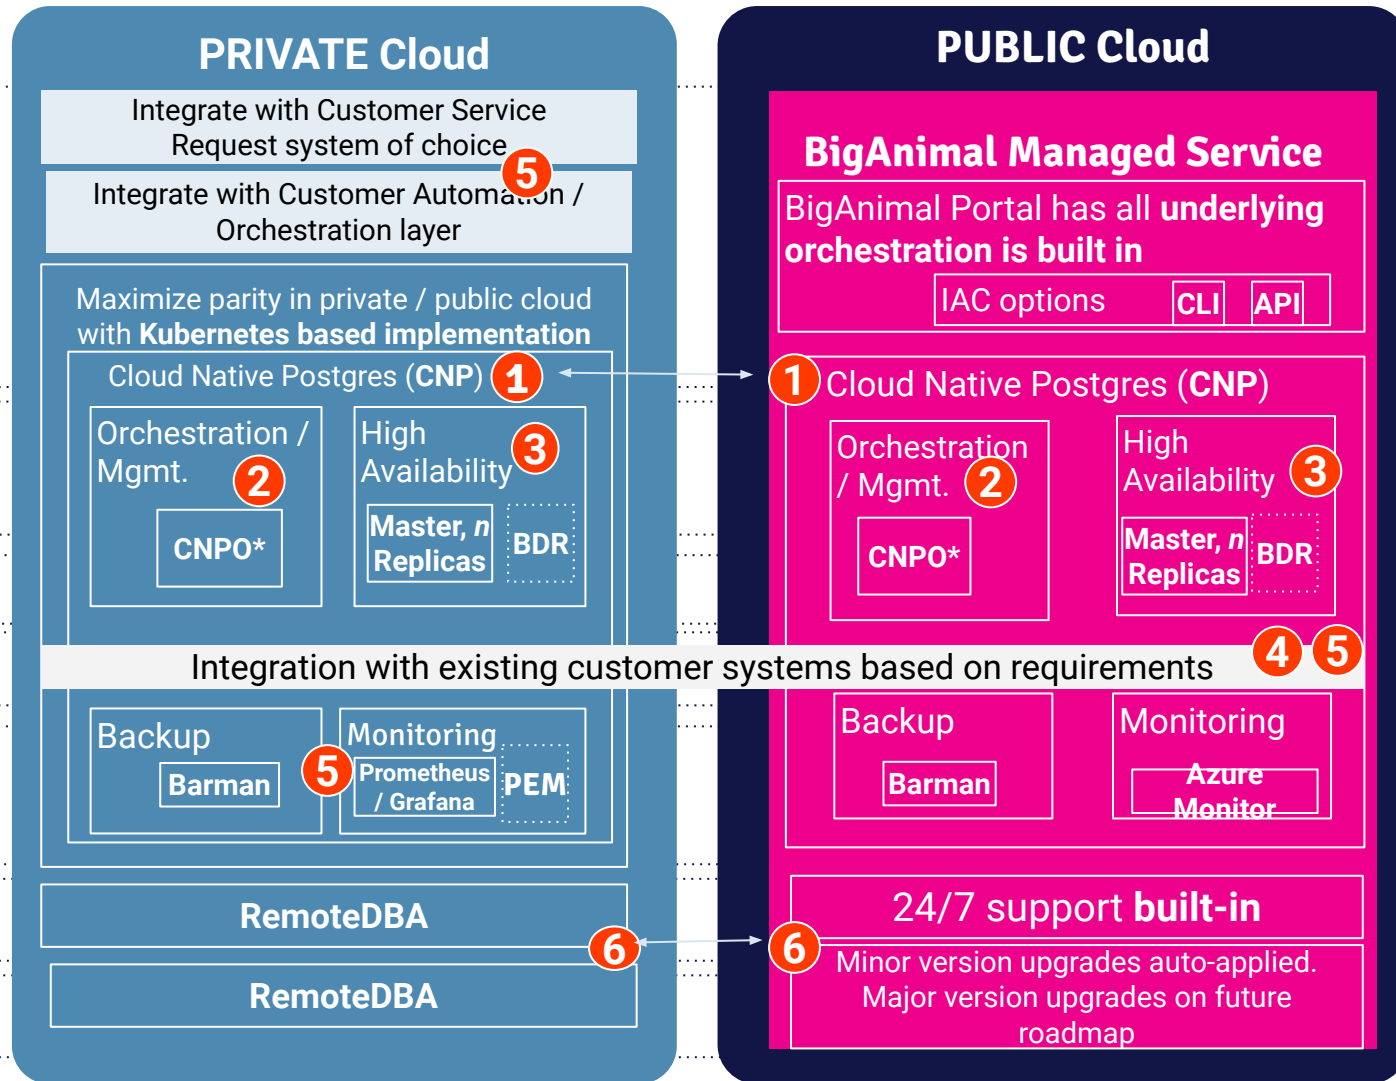 PRIVATE Cloud
Integrate with Customer Service
Request system of choice
5
Integrate with Customer Automation /
Orchestration layer
Maximize parity in private / public cloud
with Kubernetes based implementation
Cloud Native Postgres (CNP)
1
Orchestration /
Mgmt.
2
CNPO*
High
Availability
3
Master, n
Replicas
BDR
PUBLIC Cloud
BigAnimal Managed Service
BigAnimal Portal has all underlying
orchestration is built in
IAC options
CLI
API
1
Cloud Native Postgres (CNP)
Orchestration
/ Mgmt.
2
CNPO*
High
Availability
3
Master, n
Replicas
BDR
Integration with existing customer systems based on requirements
4
5
Backup
Barman
5
Monitoring
Prometheus
/ Grafana
PEM
RemoteDBA
6
RemoteDBA
Backup
Barman
Monitoring
Azure
Monitor
24/7 support built-in
6
Minor version upgrades auto-applied.
Major version upgrades on future
roadmap